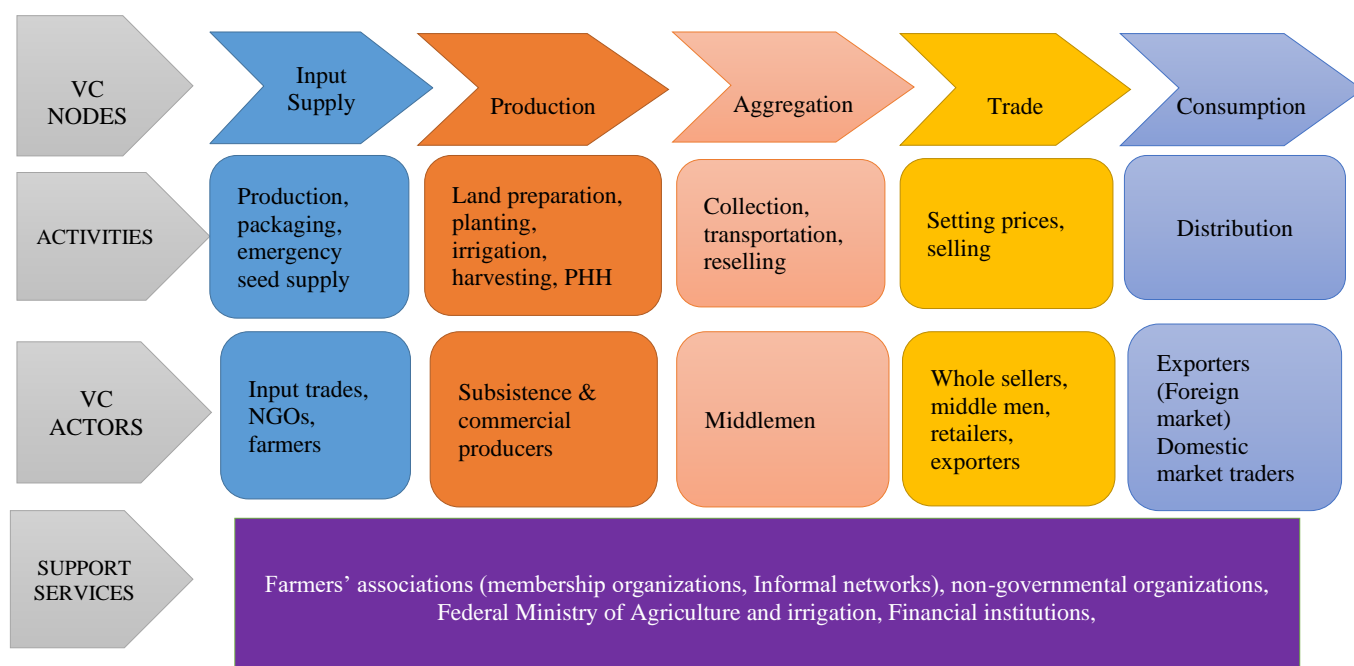 VC
NODES
Input
Supply
Production
Aggregation
Trade
Consumption
ACTIVITIES
Production,
packaging,
emergency
seed supply
Land preparation,
planting,
irrigation,
harvesting, PHH
Collection,
transportation,
reselling
Setting prices,
selling
Distribution
VC
ACTORS
Input trades,
NGOs,
farmers
Subsistence &
commercial
producers
Middlemen
Whole sellers,
middle men,
retailers,
exporters
Exporters
(Foreign
market)
Domestic
market traders
SUPPORT
SERVICES
Farmers’ associations (membership organizations, Informal networks), non-governmental organizations,
Federal Ministry of Agriculture and irrigation, Financial institutions,